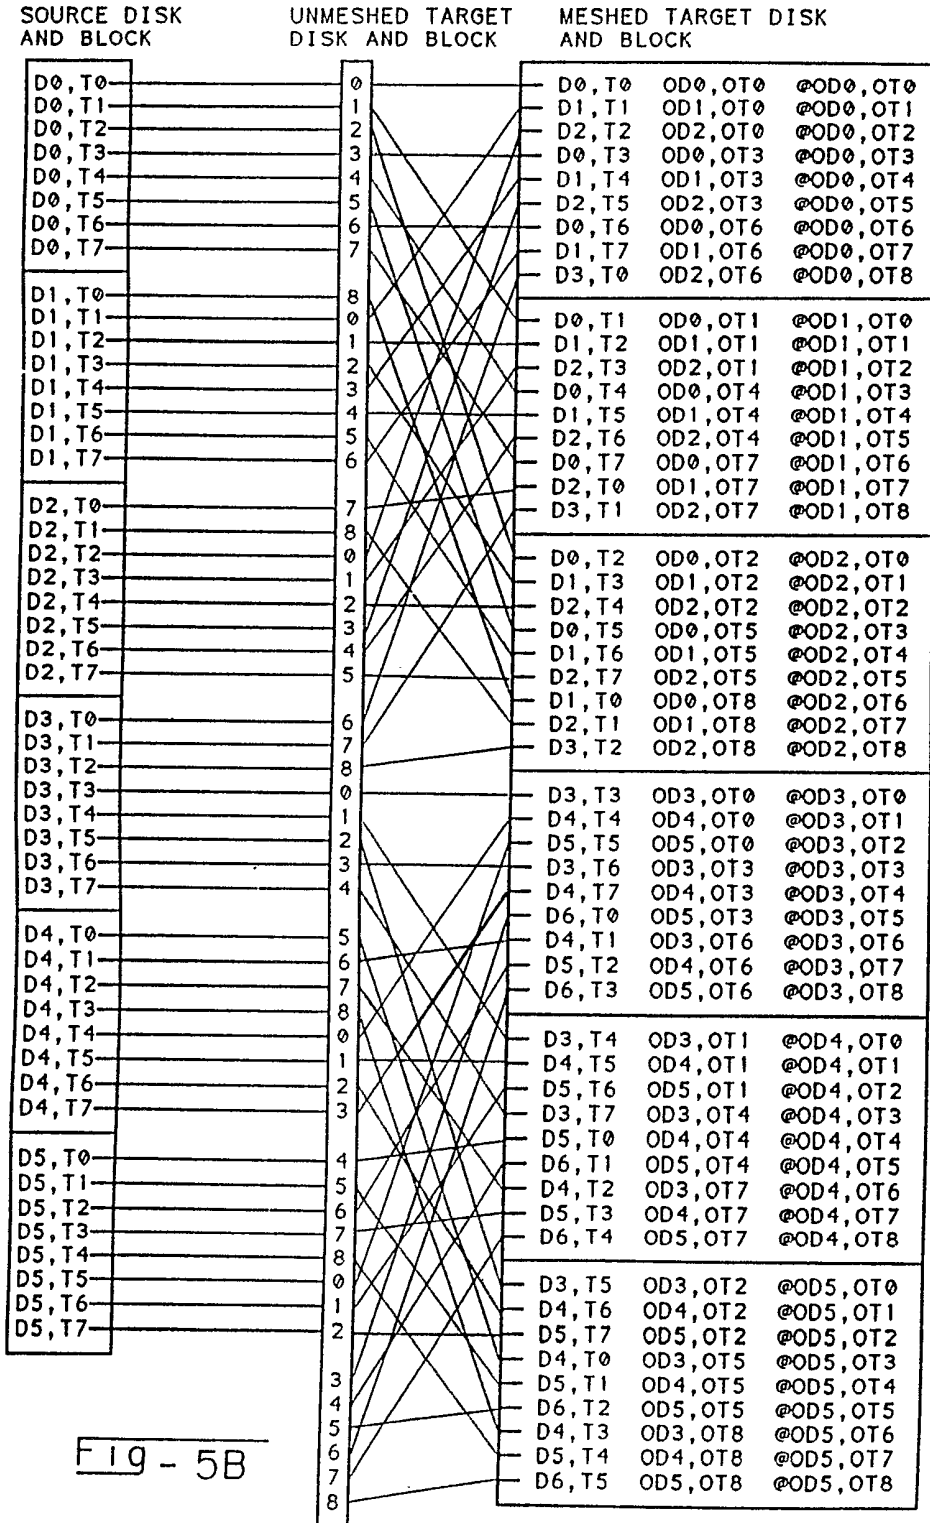 SOURCE DISK
AND BLOCK
D0,T0
D0,T1
D0,T2
D0,T3
D0,T4
D0,T5
D0,T6
D0,T7
D1,T0
D1,T1
D1,T2
D1,T3
D1,T4
D1,T5
D1,T6
D1,T7
D2,T0
D2,T1
D2,T2
D2,T3
D2,T4
D2,T5
D2,T6
D2,T7
D3,T0
D3,T1
D3,T2
D3,T3
D3,T4
D3,T5
D3,T6
D3,T7
D4,T0
D4,T1
D4,T2
D4,T3
D4,T4
D4,T5
D4,T6
D4,T7
D5,T0
D5,T1
D5,T2
D5,T3
D5,T4
D5,T5
D5,T6
D5,T7
UNMESHED TARGET
DISK AND BLOCK
0
1
2
3
4
5
6
7
8
0
1
2
3
4
5
6
7
8
0
1
2
3
4
5
6
7
8
0
1
2
3
4
5
6
7
8
0
1
2
3
4
5
6
7
8
0
1
2
3
4
5
6
7
8
MESHED TARGET DISK
AND BLOCK
D0,T0 OD0,OT0 @OD0,OT0
D1,T1 OD1,OT0 @OD0,OT1
D2,T2 OD2,OT0 @OD0,OT2
D0,T3 OD0,OT3 @OD0,OT3
D1,T4 OD1,OT3 @OD0,OT4
D2,T5 OD2,OT3 @OD0,OT5
D0,T6 OD0,OT6 @OD0,OT6
D1,T7 OD1,OT6 @OD0,OT7
D3,T0 OD2,OT6 @OD0,OT8
D0,T1 OD0,OT1 @OD1,OT0
D1,T2 OD1,OT1 @OD1,OT1
D2,T3 OD2,OT1 @OD1,OT2
D0,T4 OD0,OT4 @OD1,OT3
D1,T5 OD1,OT4 @OD1,OT4
D2,T6 OD2,OT4 @OD1,OT5
D0,T7 OD0,OT7 @OD1,OT6
D2,T0 OD1,OT7 @OD1,OT7
D3,T1 OD2,OT7 @OD1,OT8
D0,T2 OD0,OT2 @OD2,OT0
D1,T3 OD1,OT2 @OD2,OT1
D2,T4 OD2,OT2 @OD2,OT2
D0,T5 OD0,OT5 @OD2,OT3
D1,T6 OD1,OT5 @OD2,OT4
D2,T7 OD2,OT5 @OD2,OT5
D1,T0 OD0,OT8 @OD2,OT6
D2,T1 OD1,OT8 @OD2,OT7
D3,T2 OD2,OT8 @OD2,OT8
D3,T3 OD3,OT0 @OD3,OT0
D4,T4 OD4,OT0 @OD3,OT1
D5,T5 OD5,OT0 @OD3,OT2
D3,T6 OD3,OT3 @OD3,OT3
D4,T7 OD4,OT3 @OD3,OT4
D6,T0 OD5,OT3 @OD3,OT5
D4,T1 OD3,OT6 @OD3,OT6
D5,T2 OD4,OT6 @OD3,OT7
D6,T3 OD5,OT6 @OD3,OT8
D3,T4 OD3,OT1 @OD4,OT0
D4,T5 OD4,OT1 @OD4,OT1
D5,T6 OD5,OT1 @OD4,OT2
D3,T7 OD3,OT4 @OD4,OT3
D5,T0 OD4,OT4 @OD4,OT4
D6,T1 OD5,OT4 @OD4,OT5
D4,T2 OD3,OT7 @OD4,OT6
D5,T3 OD4,OT7 @OD4,OT7
D6,T4 OD5,OT7 @OD4,OT8
D3,T5 OD3,OT2 @OD5,OT0
D4,T6 OD4,OT2 @OD5,OT1
D5,T7 OD5,OT2 @OD5,OT2
D4,T0 OD3,OT5 @OD5,OT3
D5,T1 OD4,OT5 @OD5,OT4
D6,T2 OD5,OT5 @OD5,OT5
D4,T3 OD3,OT8 @OD5,OT6
D5,T4 OD4,OT8 @OD5,OT7
D6,T5 OD5,OT8 @OD5,OT8
Fig - 5B